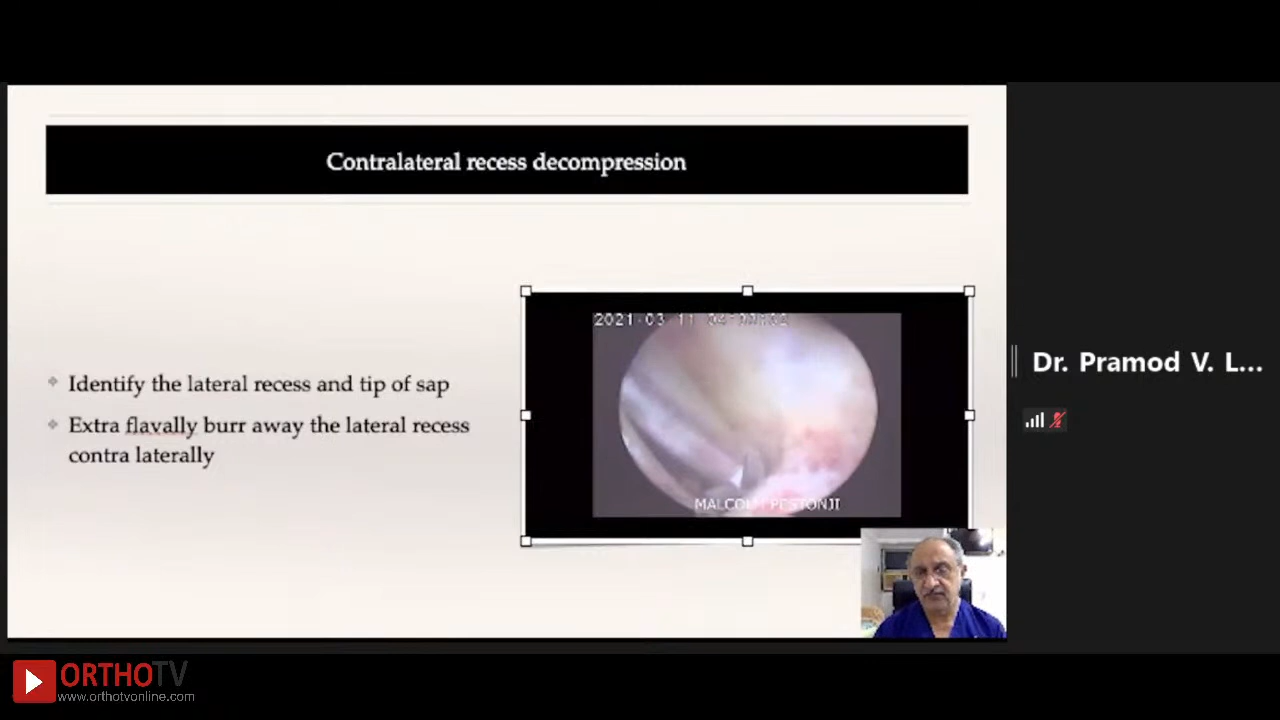 Contralateral recess decompression
Identify the lateral recess and tip of sap
Extra flavally burr away the lateral recess
contra laterally
2021-03-11
MALCOLM PESTONJI
Dr. Pramod V. L...
ORTHOTV
www.orthotvonline.com